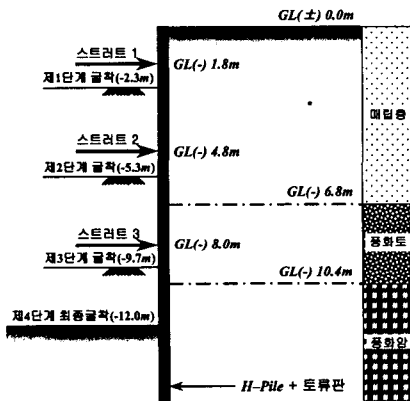 GL(±) 0.0m
스트러트 1
GL(-) 1.8m
제1단계 굴착(-2.3m)
매립층
스트러트 2
GL(-) 4.8m
제2단계 굴착(-5.3m)
GL(-) 6.8m
스트러트 3
GL(-) 8.0m
풍화토
제3단계 굴착(-9.7m)
GL(-) 10.4m
제4단계 최종굴착(-12.0m)
풍화암
H-Pile + 토류판